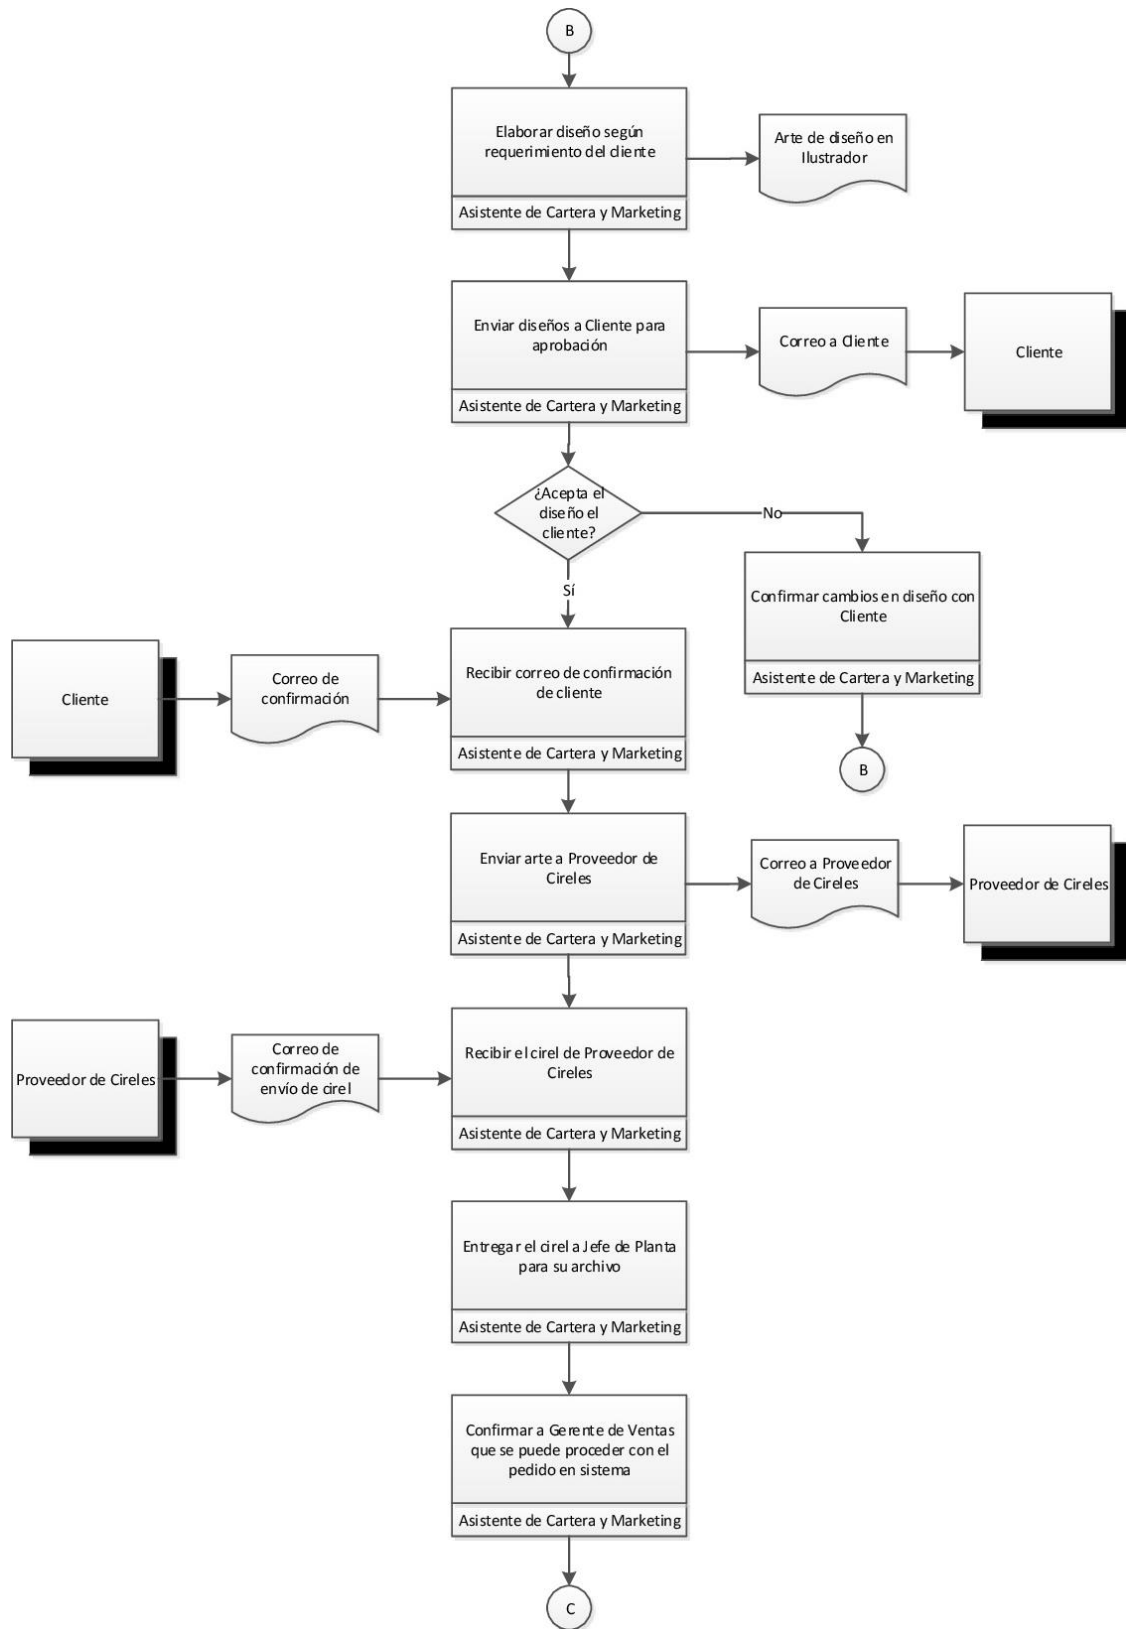 B
Elaborar diseño según
requerimiento del cliente
Asistente de Cartera y Marketing
Arte de diseño en
Ilustrador
Enviar diseños a Cliente para
aprobación
Asistente de Cartera y Marketing
Correo a Cliente
Cliente
¿Acepta el
diseño el
cliente?
No
Sí
Confirmar cambios en diseño con
Cliente
Asistente de Cartera y Marketing
B
Cliente
Correo de
confirmación
Recibir correo de confirmación
de cliente
Asistente de Cartera y Marketing
Enviar arte a Proveedor de
Cireles
Asistente de Cartera y Marketing
Correo a Proveedor
de Cireles
Proveedor de Cireles
Proveedor de Cireles
Correo de
confirmación de
envío de cirel
Recibir el cirel de Proveedor de
Cireles
Asistente de Cartera y Marketing
Entregar el cirel a Jefe de Planta
para su archivo
Asistente de Cartera y Marketing
Confirmar a Gerente de Ventas
que se puede proceder con el
pedido en sistema
Asistente de Cartera y Marketing
C